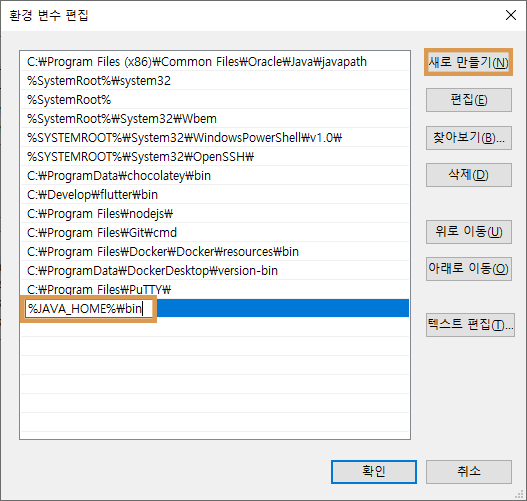 환경 변수 편집
C:₩Program Files (x86)₩Common Files₩Oracle₩Java₩javapath
%SystemRoot%₩system32
%SystemRoot%
%SystemRoot%₩System32₩Wbem
%SYSTEMROOT%₩System32₩WindowsPowerShell₩v1.0₩
%SYSTEMROOT%₩System32₩OpenSSH₩
C:₩ProgramData₩chocolatey₩bin
C:₩Develop₩flutter₩bin
C:₩Program Files₩nodejs₩
C:₩Program Files₩Git₩cmd
C:₩Program Files₩Docker₩Docker₩resources₩bin
C:₩ProgramData₩DockerDesktop₩version-bin
C:₩Program Files₩PuTTY₩
%JAVA_HOME%₩bin
새로 만들기(N)
편집(E)
찾아보기(B)...
삭제(D)
위로 이동(U)
아래로 이동(O)
텍스트 편집(T)...
확인
취소